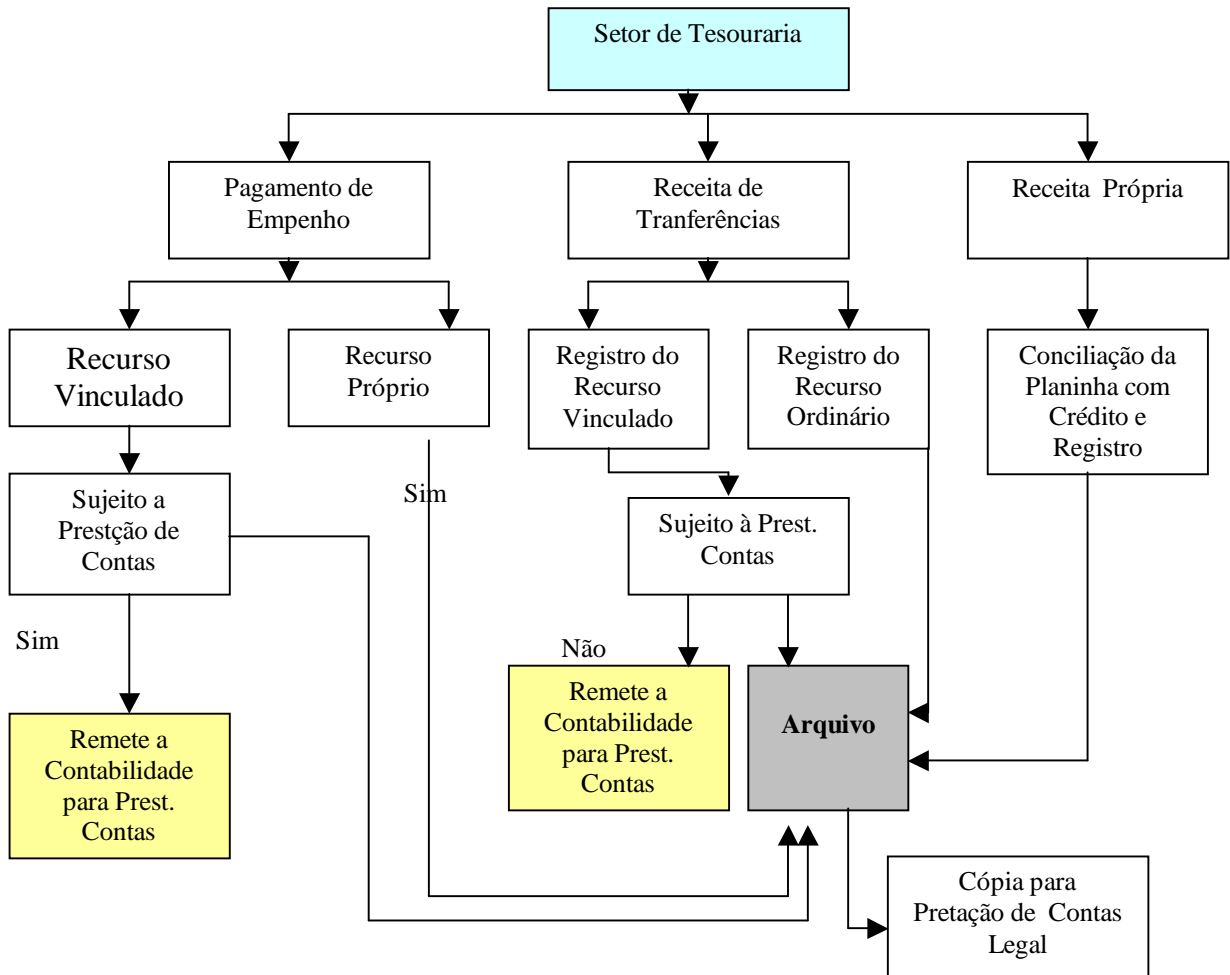 Setor de Tesouraria
Pagamento de
Empenho
Receita de
Tranferências
Receita Própria
Recurso
Vinculado
Recurso
Próprio
Registro do
Recurso
Vinculado
Registro do
Recurso
Ordinário
Conciliação da
Planinha com
Crédito e
Registro
Sujeito a
Prestção de
Contas
Sim
Sujeito à Prest.
Contas
Sim
Não
Remete a
Contabilidade
para Prest.
Contas
Remete a
Contabilidade
para Prest.
Contas
Arquivo
Cópia para
Pretação de Contas
Legal